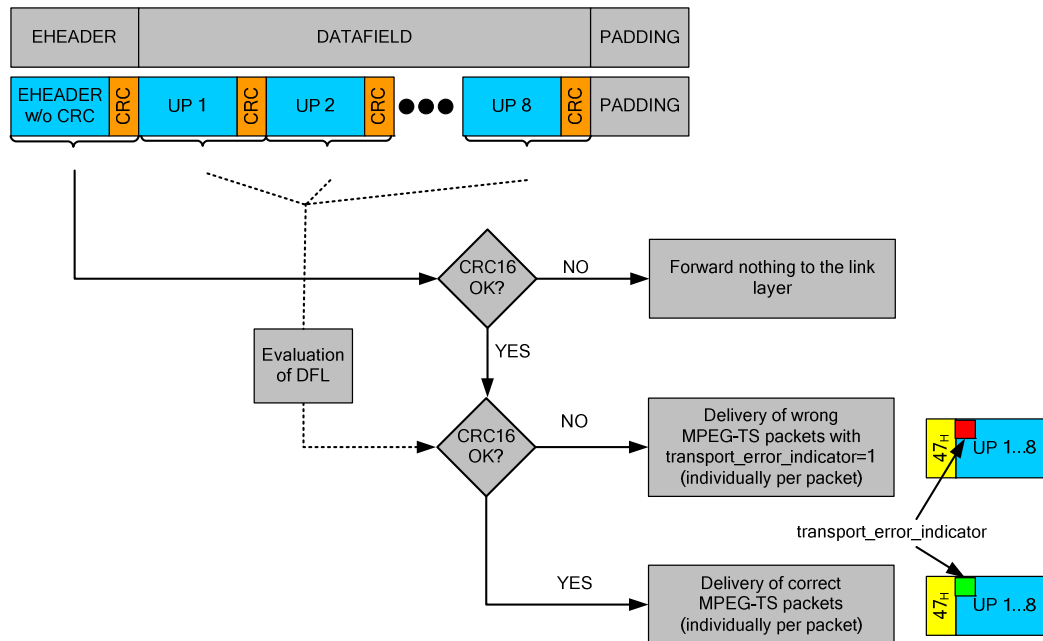 EHEADER
DATAFIELD
PADDING
EHEADER
w/o CRC
CRC
UP 1
CRC
UP 2
CRC
UP 8
CRC
PADDING
CRC16
OK?
NO
Forward nothing to the link
layer
YES
Evaluation
of DFL
CRC16
OK?
NO
Delivery of wrong
MPEG-TS packets with
transport_error_indicator=1
(individually per packet)
47H
UP 1...8
transport_error_indicator
YES
Delivery of correct
MPEG-TS packets
(individually per packet)
47H
UP 1...8